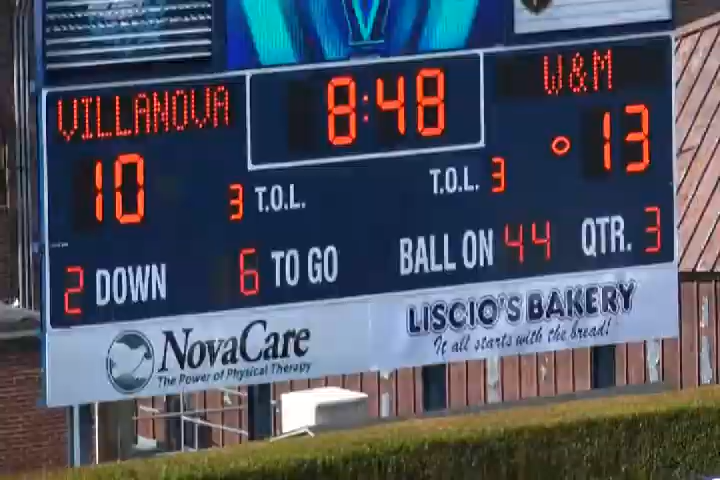 VILLANOVA 8:48 W&M
10 3 T.O.L. T.O.L. 3 13
2 DOWN 6 TO GO BALL ON 44 QTR. 3
NovaCare
The Power of Physical Therapy
LISCIO'S BAKERY
It all starts with the bread!